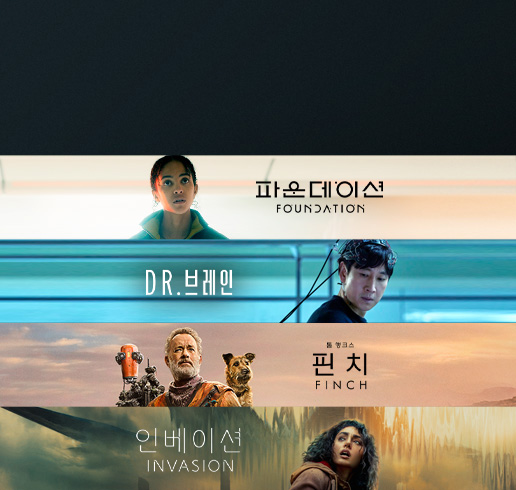 파운데이션
FOUNDATION
DR.브레인
톰 행크스
핀치
FINCH
인베이션
INVASION